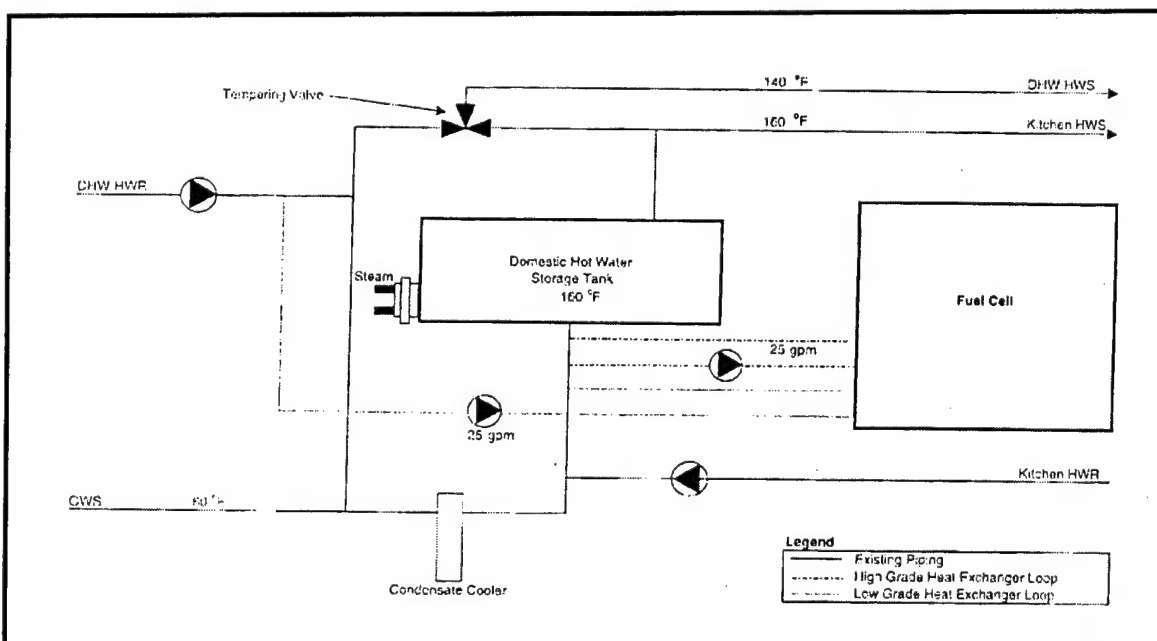 Tempering Valve
140 °F
DHW HWS
160 °F
Kitchen HWS
DHW HWR
Domestic Hot Water
Storage Tank
160 °F
Steam
Fuel Cell
25 gpm
25 gpm
Kitchen HWR
CWS
60 °F
Condensate Cooler
Legend
Existing Piping
High Grade Heat Exchanger Loop
Low Grade Heat Exchanger Loop